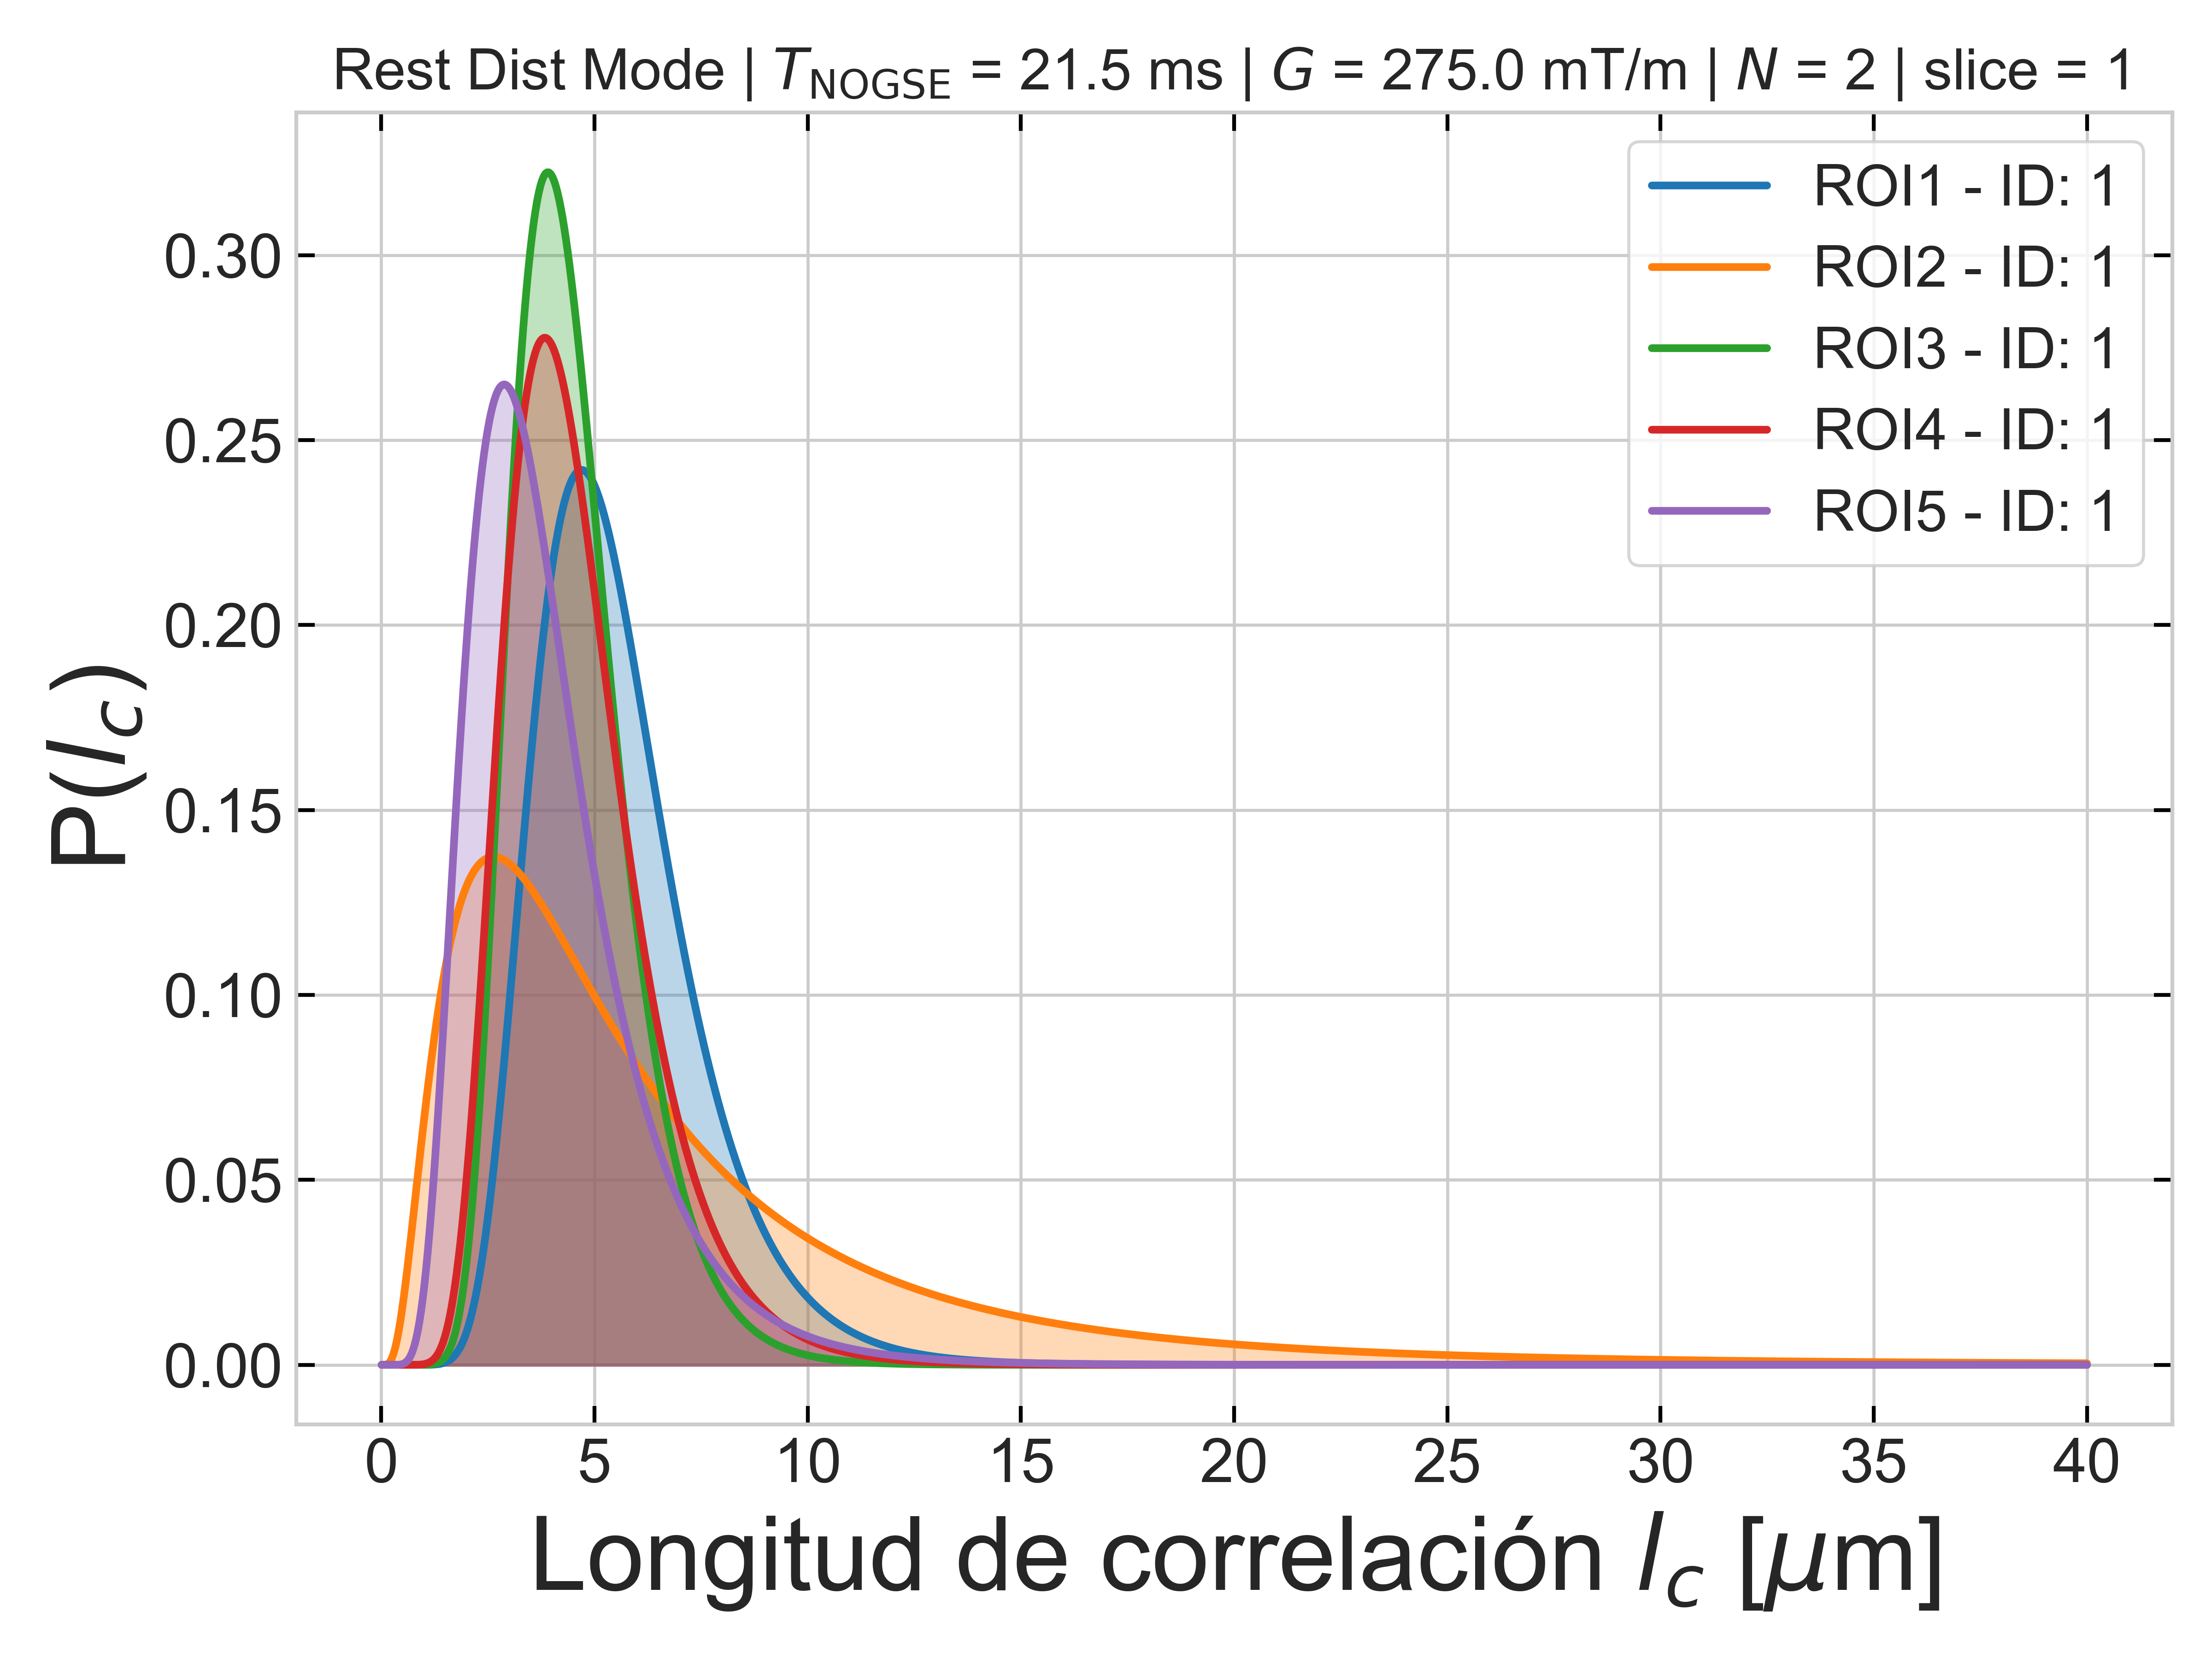 Rest Dist Mode | T_NOGSE = 21.5 ms | G = 275.0 mT/m | N = 2 | slice = 1
ROI1 - ID: 1
ROI2 - ID: 1
ROI3 - ID: 1
ROI4 - ID: 1
ROI5 - ID: 1
P(l_c)
0.30
0.25
0.20
0.15
0.10
0.05
0.00
0 5 10 15 20 25 30 35 40
Longitud de correlación l_c [μm]